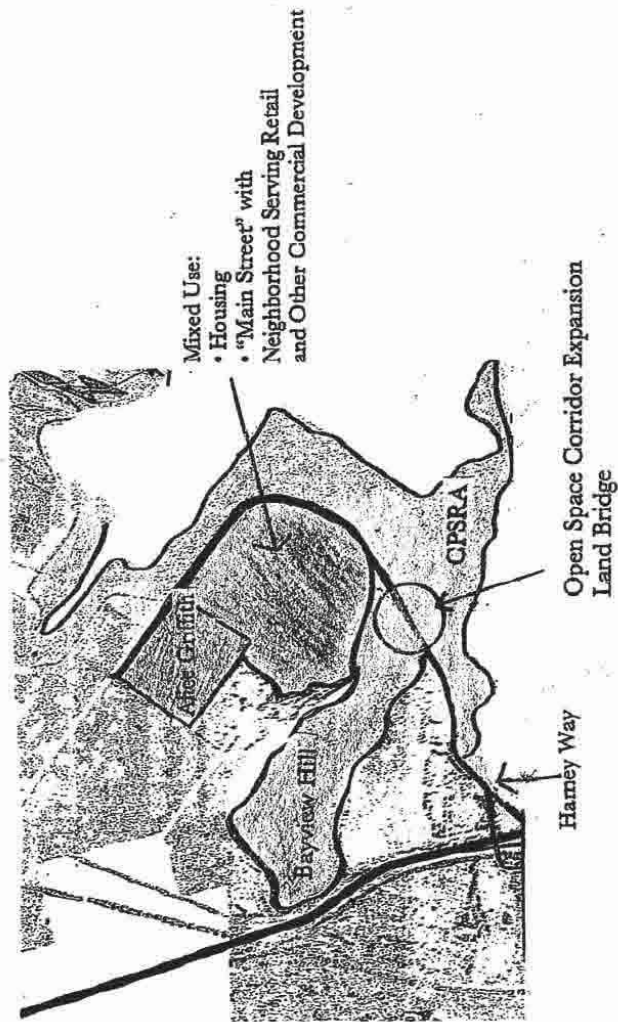 Mixed Use:
• Housing
• "Main Street" with
Neighborhood Serving Retail
and Other Commercial Development
Alice Griffith
Bayview Hill
CPSRA
Harney Way
Open Space Corridor Expansion
Land Bridge